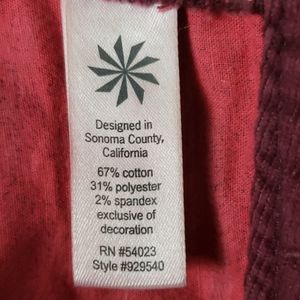 Designed in
Sonoma County,
California
67% cotton
31% polyester
2% spandex
exclusive of
decoration
RN #54023
Style #929540